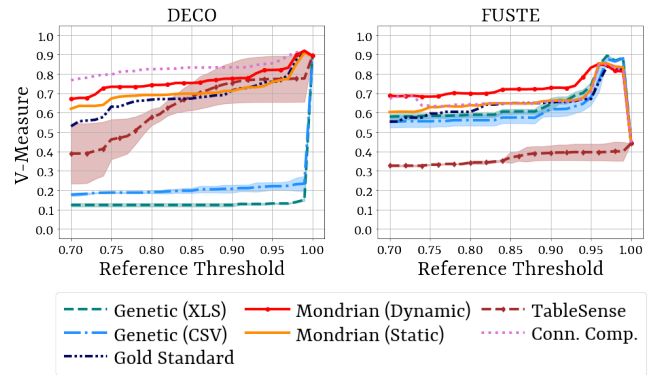 DECO
FUSTE
V-Measure
1.0
0.9
0.8
0.7
0.6
0.5
0.4
0.3
0.2
0.1
0.0
0.70 0.75 0.80 0.85 0.90 0.95 1.00
Reference Threshold
1.0
0.9
0.8
0.7
0.6
0.5
0.4
0.3
0.2
0.1
0.0
0.70 0.75 0.80 0.85 0.90 0.95 1.00
Reference Threshold
Genetic (XLS) Mondrian (Dynamic) TableSense
Genetic (CSV) Mondrian (Static) Conn. Comp.
Gold Standard